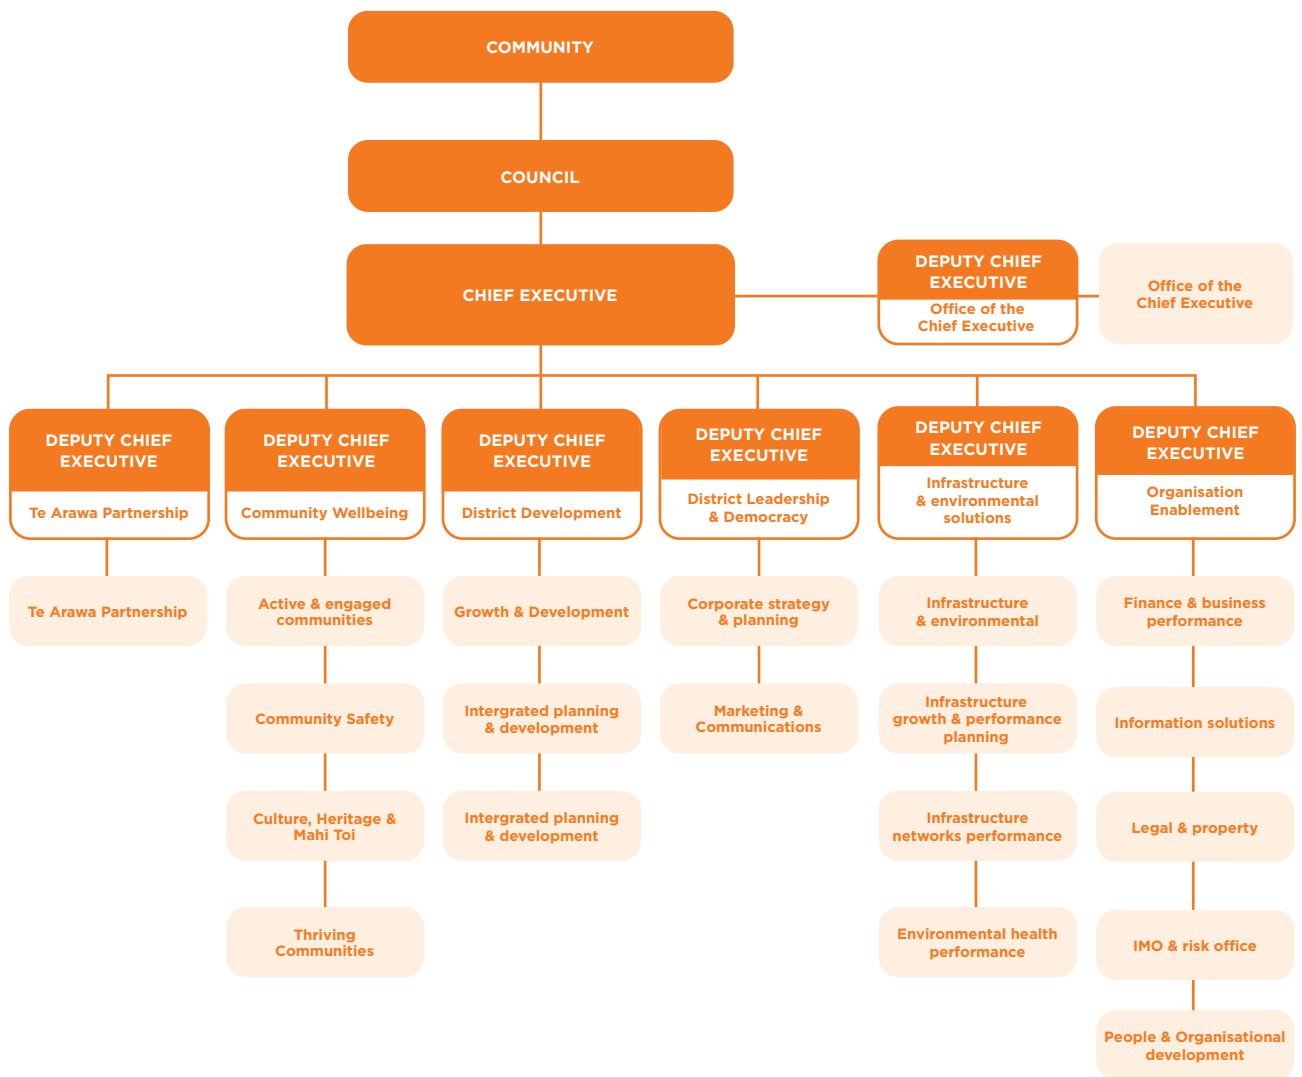 COMMUNITY
COUNCIL
CHIEF EXECUTIVE
DEPUTY CHIEF
EXECUTIVE
Office of the
Chief Executive
Office of the
Chief Executive
DEPUTY CHIEF
EXECUTIVE
Te Arawa Partnership
Te Arawa Partnership
DEPUTY CHIEF
EXECUTIVE
Community Wellbeing
Active & engaged
communities
Community Safety
Culture, Heritage &
Mahi Toi
Thriving
Communities
DEPUTY CHIEF
EXECUTIVE
District Development
Growth & Development
Intergrated planning
& development
Intergrated planning
& development
DEPUTY CHIEF
EXECUTIVE
District Leadership
& Democracy
Corporate strategy
& planning
Marketing &
Communications
DEPUTY CHIEF
EXECUTIVE
Infrastructure
& environmental
solutions
Infrastructure
& environmental
Infrastructure
growth & performance
planning
Infrastructure
networks performance
Environmental health
performance
DEPUTY CHIEF
EXECUTIVE
Organisation
Enablement
Finance & business
performance
Information solutions
Legal & property
IMO & risk office
People & Organisational
development